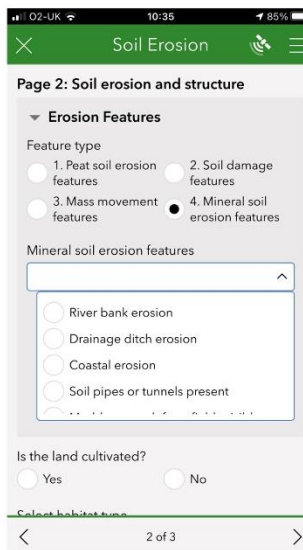 O2-UK 10:35 85%
Soil Erosion
Page 2: Soil erosion and structure
Erosion Features
Feature type
1. Peat soil erosion features
2. Soil damage features
3. Mass movement features
4. Mineral soil erosion features
Mineral soil erosion features
River bank erosion
Drainage ditch erosion
Coastal erosion
Soil pipes or tunnels present
Is the land cultivated?
Yes No
Select habitat type
2 of 3